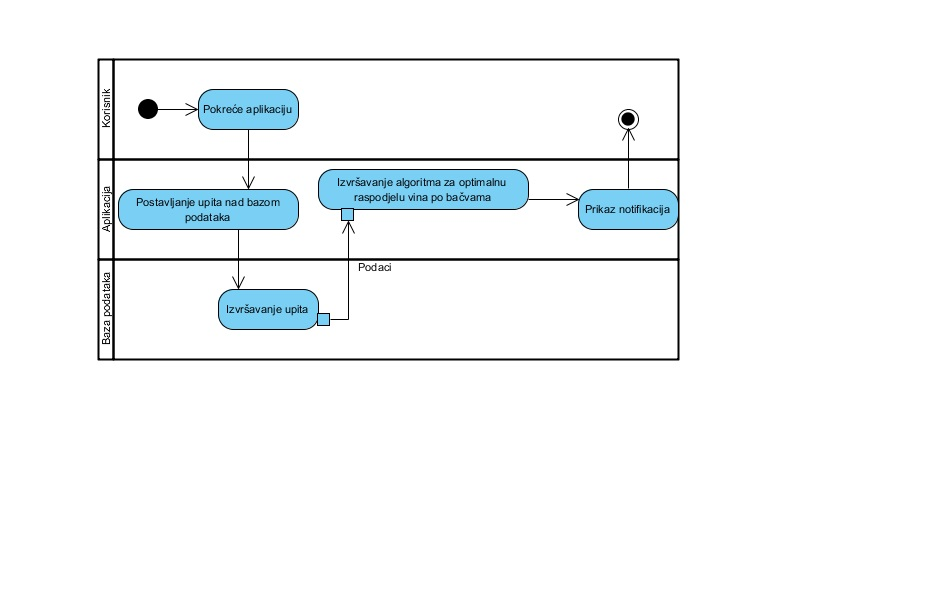 Korisnik
Pokreće aplikaciju
Aplikacija
Postavljanje upita nad bazom
podataka
Izvršavanje algoritma za optimalnu
raspodjelu vina po bačvama
Prikaz notifikacija
Baza podataka
Izvršavanje upita
Podaci